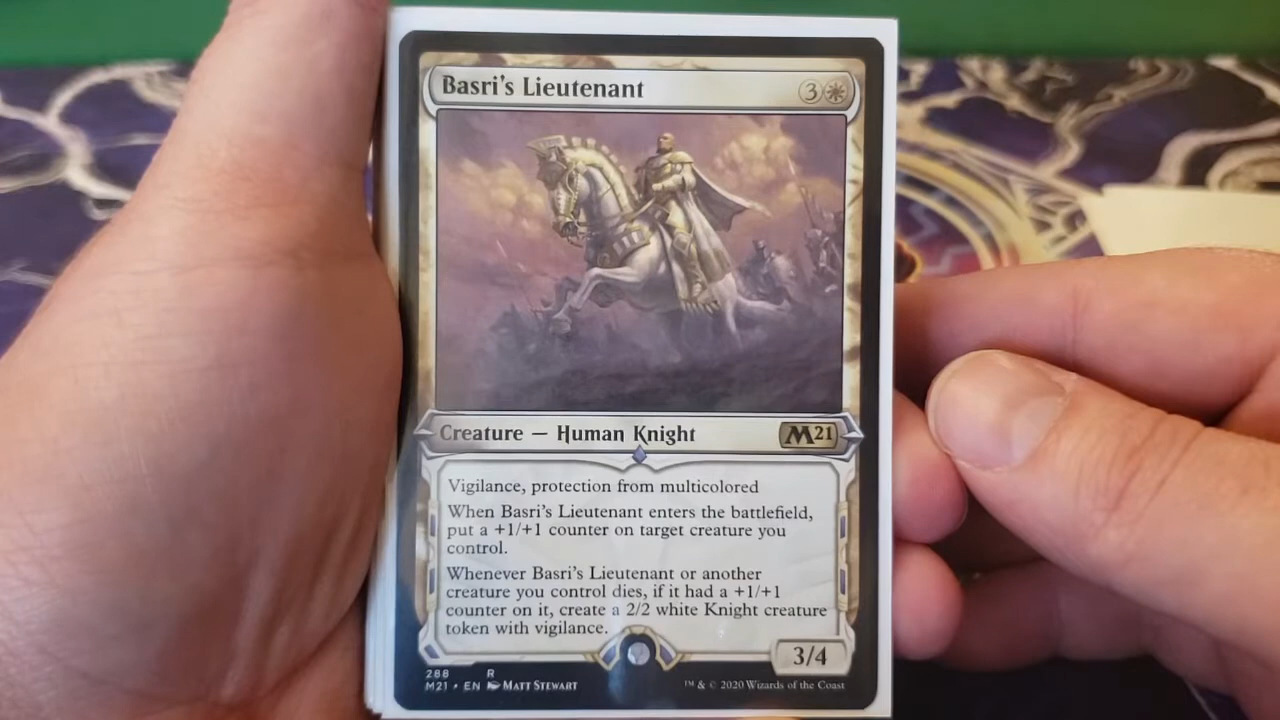 Basri's Lieutenant 3
Creature — Human Knight M21
Vigilance, protection from multicolored
When Basri's Lieutenant enters the battlefield,
put a +1/+1 counter on target creature you
control.
Whenever Basri's Lieutenant or another
creature you control dies, if it had a +1/+1
counter on it, create a 2/2 white Knight creature
token with vigilance.
3/4
288 R
M21 • EN MATT STEWART ™ & © 2020 Wizards of the Coast